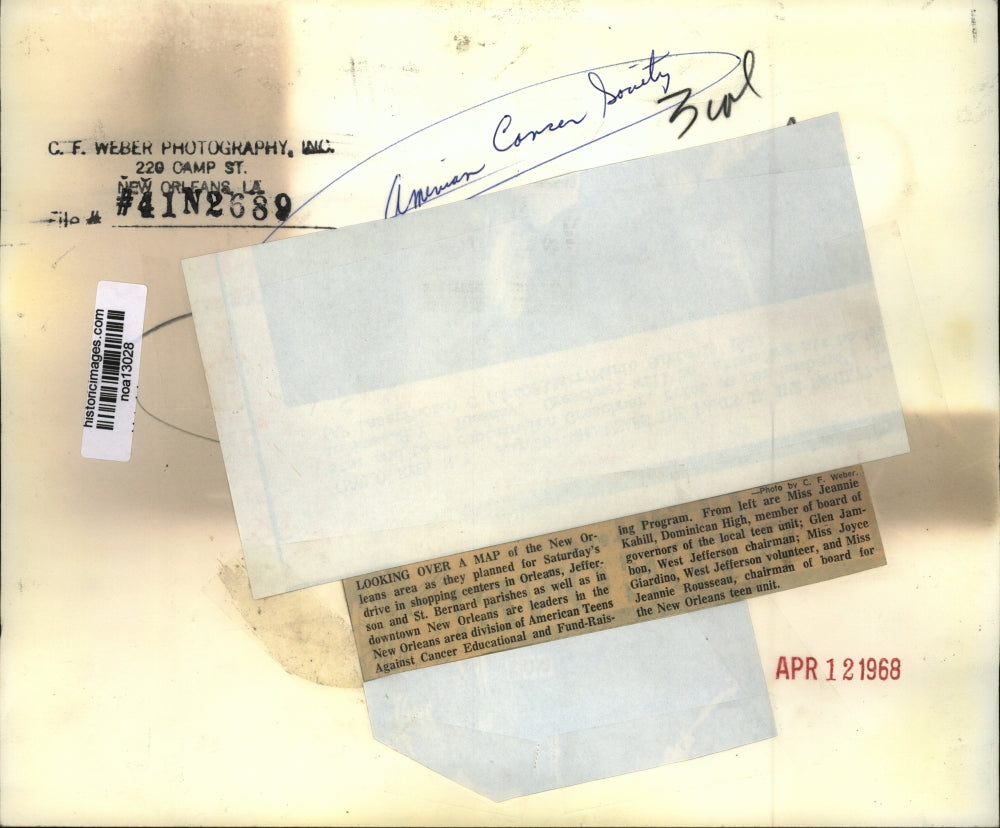 American Cancer Society
3 col
C. F. WEBER PHOTOGRAPHY, INC.
220 CAMP ST.
NEW ORLEANS, LA.
File # #41N2689
historicimages.com
noa13028
LOOKING OVER A MAP of the New Or-
leans area as they planned for Saturday's
drive in shopping centers in Orleans, Jeffer-
son and St. Bernard parishes as well as in
downtown New Orleans are leaders in the
New Orleans area division of American Teens
Against Cancer Educational and Fund-Rais-
—Photo by C. F. Weber.
ing Program. From left are Miss Jeannie
Kahill, Dominican High, member of board of
governors of the local teen unit; Glen Jam-
bon, West Jefferson chairman; Miss Joyce
Giardino, West Jefferson volunteer, and Miss
Jeannie Rousseau, chairman of board for
the New Orleans teen unit.
APR 12 1968